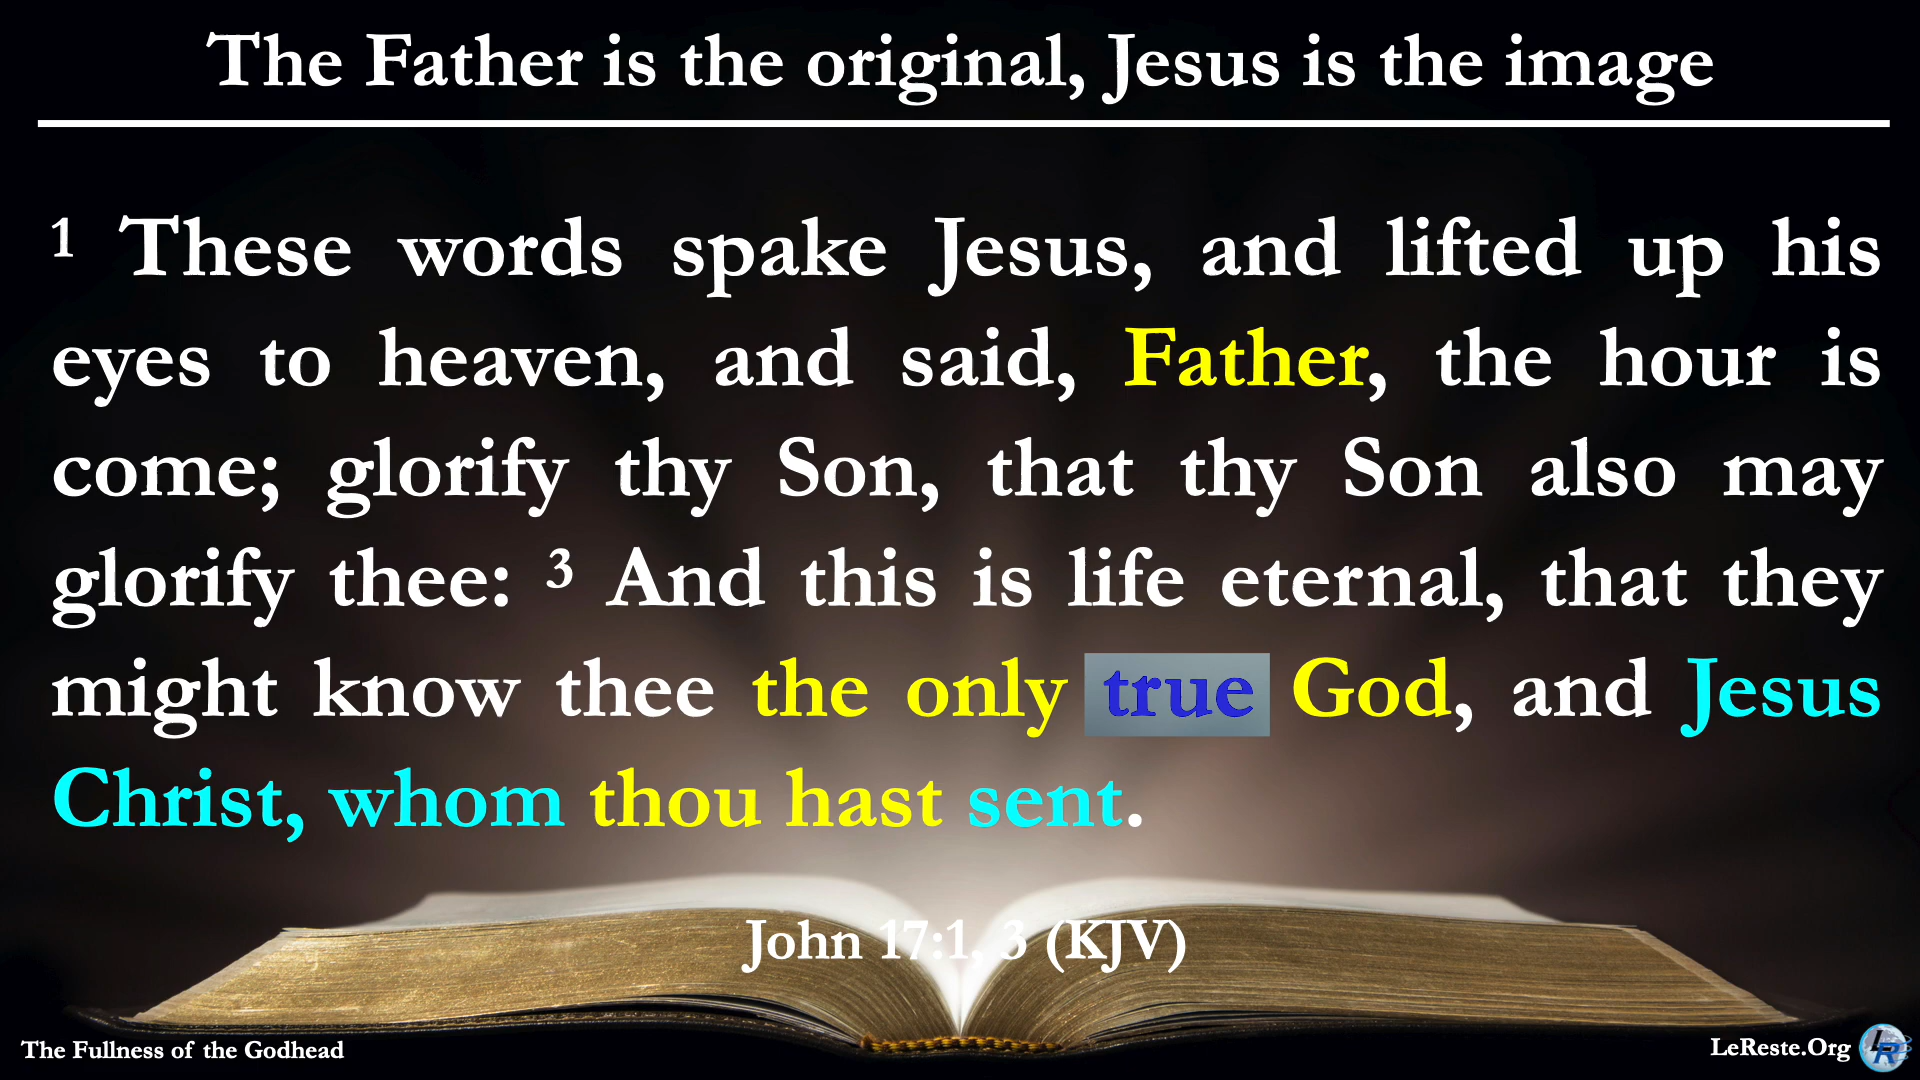 The Father is the original, Jesus is the image
¹ These words spake Jesus, and lifted up his
eyes to heaven, and said, Father, the hour is
come; glorify thy Son, that thy Son also may
glorify thee: ³ And this is life eternal, that they
might know thee the only true God, and Jesus
Christ, whom thou hast sent.
John 17:1, 3 (KJV)
The Fullness of the Godhead
LeReste.Org
LR